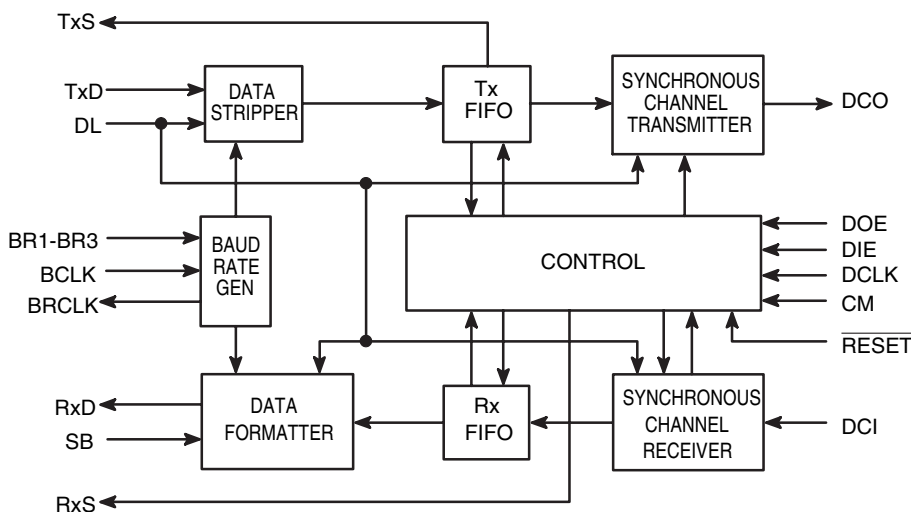 TxS
TxD
DL
DATA
STRIPPER
Tx
FIFO
SYNCHRONOUS
CHANNEL
TRANSMITTER
DCO
BR1-BR3
BCLK
BRCLK
BAUD
RATE
GEN
CONTROL
DOE
DIE
DCLK
CM
RESET
RxD
SB
DATA
FORMATTER
Rx
FIFO
SYNCHRONOUS
CHANNEL
RECEIVER
DCI
RxS